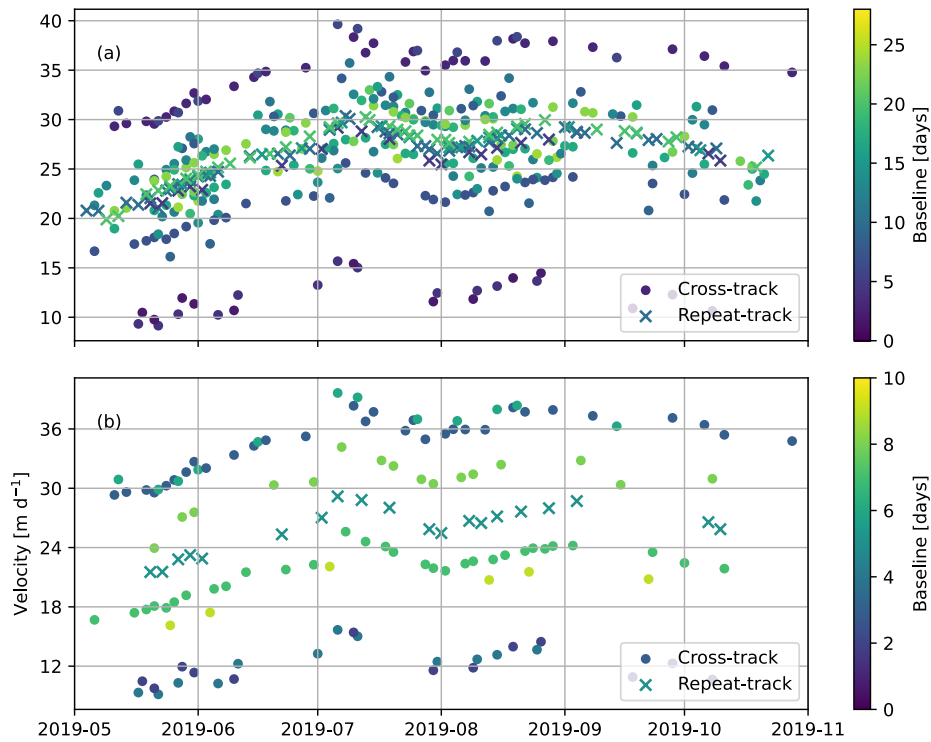 (a)
40
35
30
25
20
15
10
Cross-track
Repeat-track
25
20
15
10
5
0
Baseline [days]
(b)
36
30
24
18
12
Velocity [m d⁻¹]
Cross-track
Repeat-track
10
8
6
4
2
0
Baseline [days]
2019-05 2019-06 2019-07 2019-08 2019-09 2019-10 2019-11